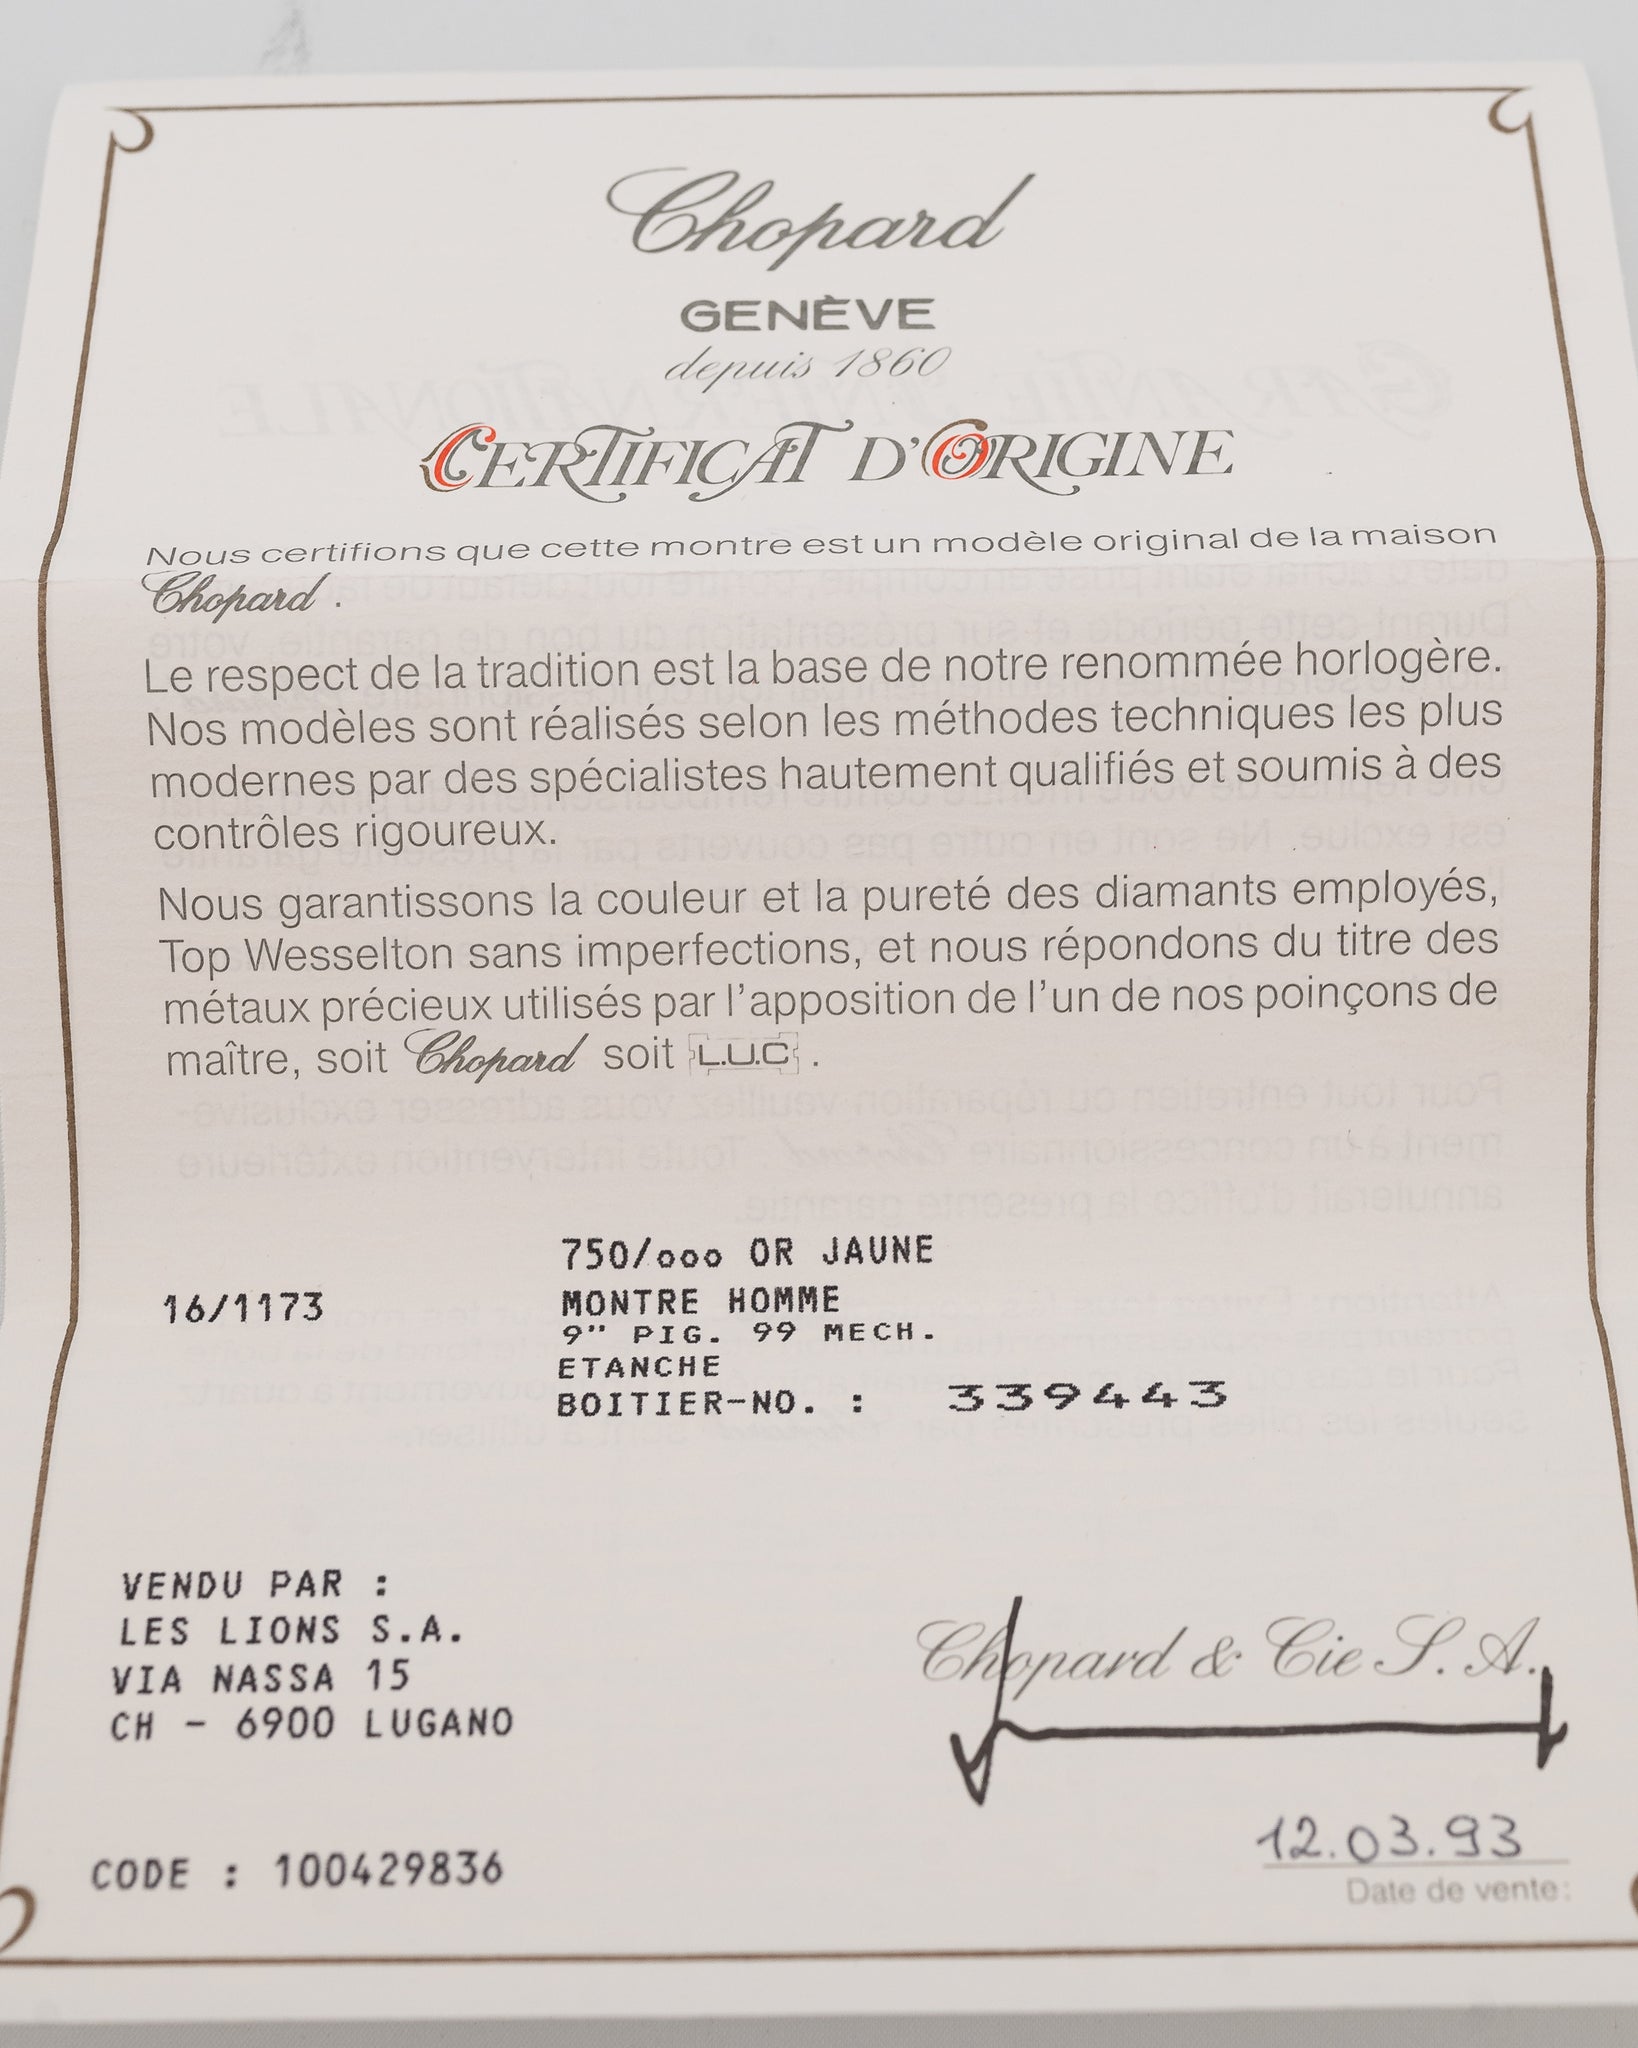 Chopard
GENÈVE
depuis 1860
CERTIFICAT D'ORIGINE
Nous certifions que cette montre est un modèle original de la maison
Chopard .
Le respect de la tradition est la base de notre renommée horlogère.
Nos modèles sont réalisés selon les méthodes techniques les plus
modernes par des spécialistes hautement qualifiés et soumis à des
contrôles rigoureux.
Nous garantissons la couleur et la pureté des diamants employés,
Top Wesselton sans imperfections, et nous répondons du titre des
métaux précieux utilisés par l'apposition de l'un de nos poinçons de
maître, soit Chopard soit L.U.C .
750/ooo OR JAUNE
16/1173 MONTRE HOMME
9" PIG. 99 MECH.
ETANCHE
BOITIER-NO. : 339443
VENDU PAR :
LES LIONS S.A.
VIA NASSA 15
CH - 6900 LUGANO
Chopard & Cie S. A.
12.03.93
Date de vente:
CODE : 100429836